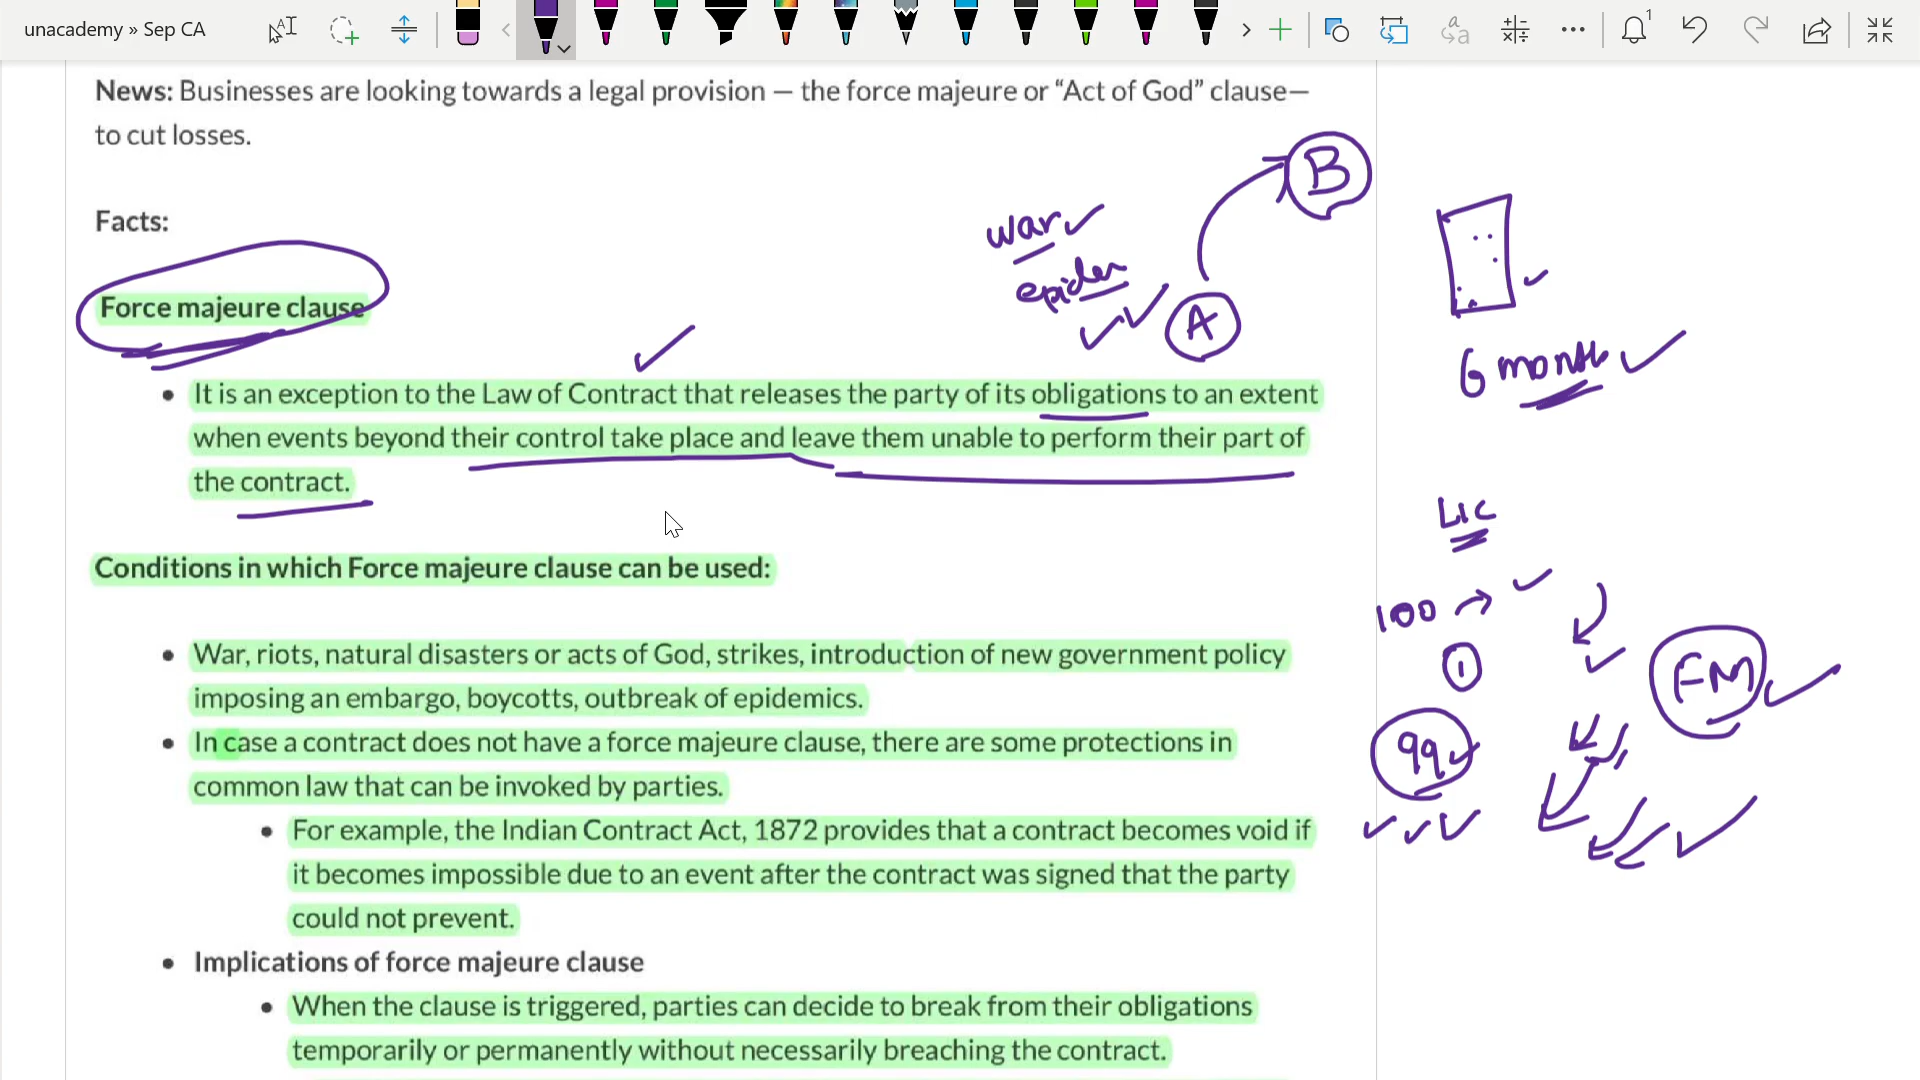 unacademy » Sep CA
News: Businesses are looking towards a legal provision — the force majeure or “Act of God” clause—
to cut losses.
B
war
Facts:
Force majeure clause
A
6 months
It is an exception to the Law of Contract that releases the party of its obligations to an extent
when events beyond their control take place and leave them unable to perform their part of
the contract.
LIC
Conditions in which Force majeure clause can be used:
100
1
FM
99
War, riots, natural disasters or acts of God, strikes, introduction of new government policy
imposing an embargo, boycotts, outbreak of epidemics.
In case a contract does not have a force majeure clause, there are some protections in
common law that can be invoked by parties.
For example, the Indian Contract Act, 1872 provides that a contract becomes void if
it becomes impossible due to an event after the contract was signed that the party
could not prevent.
Implications of force majeure clause
When the clause is triggered, parties can decide to break from their obligations
temporarily or permanently without necessarily breaching the contract.